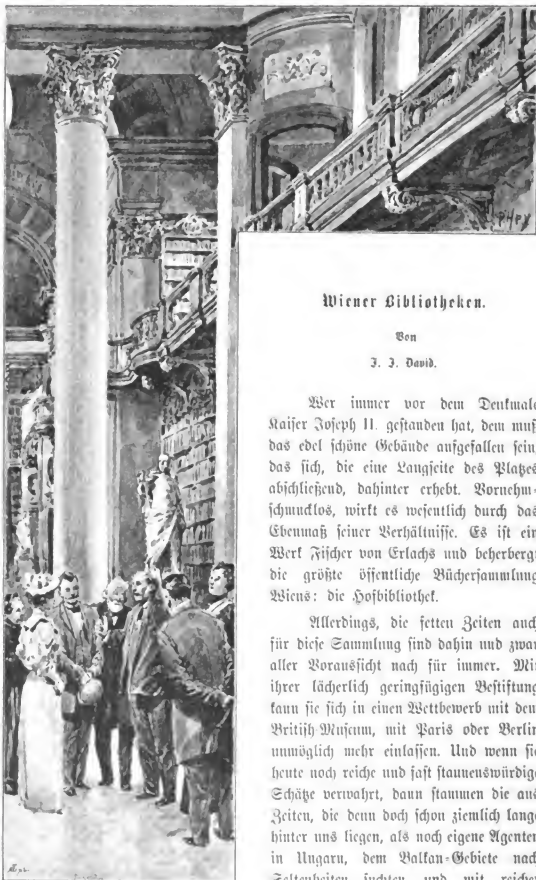 Wiener Bibliotheken.
Von
J. J. David.
Wer immer vor dem Denkmale
Kaiser Joseph II. gestanden hat, dem muß
das edel schöne Gebäude aufgefallen sein,
das sich, die eine Langseite des Platzes
abschließend, dahinter erhebt. Vornehm-
schmucklos, wirkt es wesentlich durch das
Ebenmaß seiner Verhältnisse. Es ist ein
Werk Fischer von Erlachs und beherbergt
die größte öffentliche Büchersammlung
Wiens: die Hofbibliothek.
Allerdings, die fetten Zeiten auch
für diese Sammlung sind dahin und zwar
aller Voraussicht nach für immer. Mit
ihrer lächerlich geringfügigen Bestiftung
kann sie sich in einen Wettbewerb mit dem
British-Museum, mit Paris oder Berlin
unmöglich mehr einlassen. Und wenn sie
heute noch reiche und fast staunenswürdige
Schätze verwahrt, dann stammen die aus
Zeiten, die denn doch schon ziemlich lange
hinter uns liegen, als noch eigene Agenten
in Ungarn, dem Balkan-Gebiete nach
Seltenheiten suchten und mit reichen